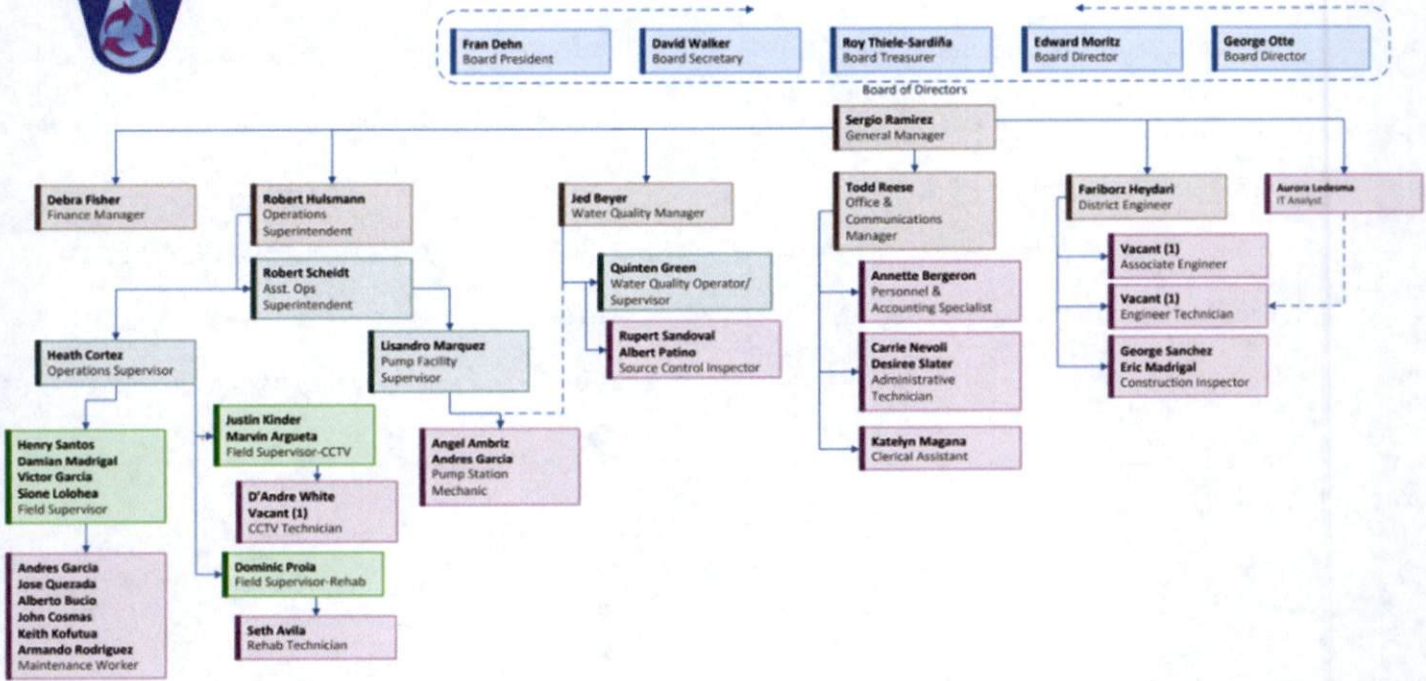 Fran Dehn
Board President
David Walker
Board Secretary
Roy Thiele-Sardiña
Board Treasurer
Edward Moritz
Board Director
George Otte
Board Director
Board of Directors
Sergio Ramirez
General Manager
Debra Fisher
Finance Manager
Robert Hulsmann
Operations
Superintendent
Robert Scheidt
Asst. Ops
Superintendent
Heath Cortez
Operations Supervisor
Henry Santos
Damian Madrigal
Victor Garcia
Sione Lolohea
Field Supervisor
Andres Garcia
Jose Quezada
Alberto Bucio
John Cosmas
Keith Kofutua
Armando Rodriguez
Maintenance Worker
Justin Kinder
Marvin Argueta
Field Supervisor-CCTV
D'Andre White
Vacant (1)
CCTV Technician
Dominic Prola
Field Supervisor-Rehab
Seth Avila
Rehab Technician
Lisandro Marquez
Pump Facility
Supervisor
Angel Ambriz
Andres Garcia
Pump Station
Mechanic
Jed Beyer
Water Quality Manager
Quinten Green
Water Quality Operator/
Supervisor
Rupert Sandoval
Albert Patino
Source Control Inspector
Todd Reese
Office &
Communications
Manager
Annette Bergeron
Personnel &
Accounting Specialist
Carrie Nevoli
Desiree Slater
Administrative
Technician
Katelyn Magana
Clerical Assistant
Fariborz Heydari
District Engineer
Vacant (1)
Associate Engineer
Vacant (1)
Engineer Technician
George Sanchez
Eric Madrigal
Construction Inspector
Aurora Ledesma
IT Analyst